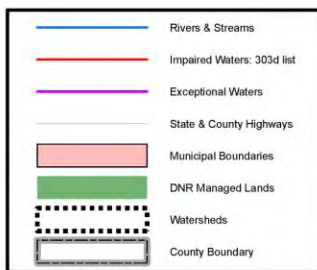 Rivers & Streams
Impaired Waters: 303d list
Exceptional Waters
State & County Highways
Municipal Boundaries
DNR Managed Lands
Watersheds
County Boundary